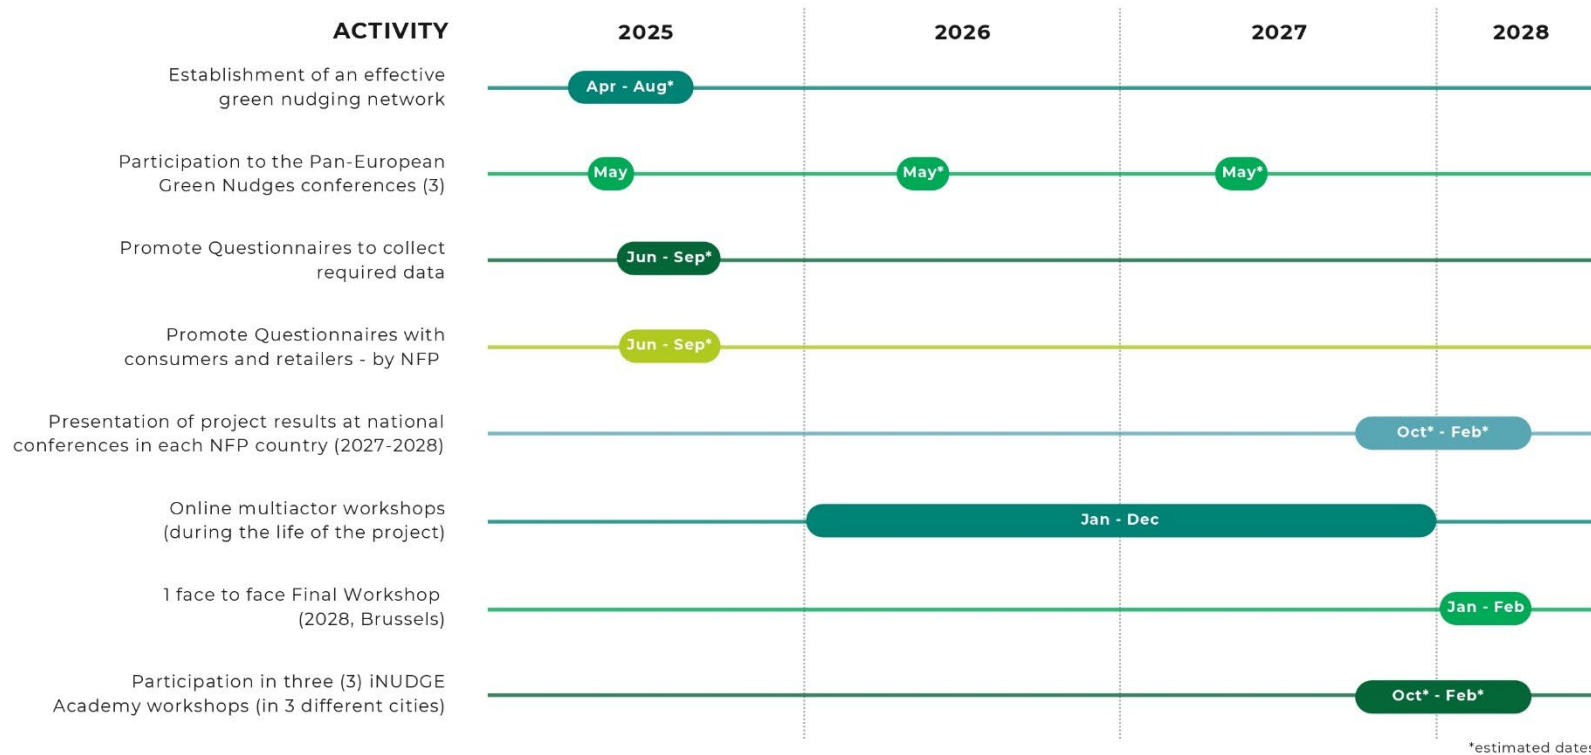 ACTIVITY 2025 2026 2027 2028
Establishment of an effective
green nudging network
Apr - Aug*
Participation to the Pan-European
Green Nudges conferences (3)
May May* May*
Promote Questionnaires to collect
required data
Jun - Sep*
Promote Questionnaires with
consumers and retailers - by NFP
Jun - Sep*
Presentation of project results at national
conferences in each NFP country (2027-2028)
Oct* - Feb*
Online multiactor workshops
(during the life of the project)
Jan - Dec
1 face to face Final Workshop
(2028, Brussels)
Jan - Feb
Participation in three (3) iNUDGE
Academy workshops (in 3 different cities)
Oct* - Feb*
*estimated dates